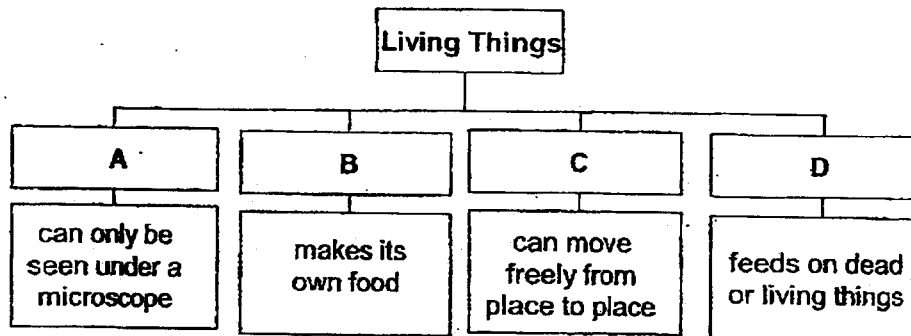 Living Things
A
B
C
D
can only be
seen under a
microscope
makes its
own food
can move
freely from
place to place
feeds on dead
or living things